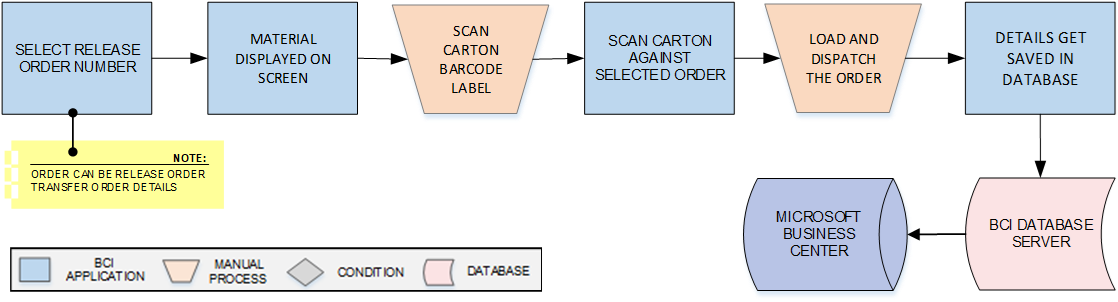 SELECT RELEASE
ORDER NUMBER
MATERIAL
DISPLAYED ON
SCREEN
SCAN
CARTON
BARCODE
LABEL
SCAN CARTON
AGAINST
SELECTED ORDER
LOAD AND
DISPATCH
THE ORDER
DETAILS GET
SAVED IN
DATABASE
NOTE:
ORDER CAN BE RELEASE ORDER
TRANSFER ORDER DETAILS
MICROSOFT
BUSINESS
CENTER
BCI DATABASE
SERVER
BCI
APPLICATION
MANUAL
PROCESS
CONDITION
DATABASE